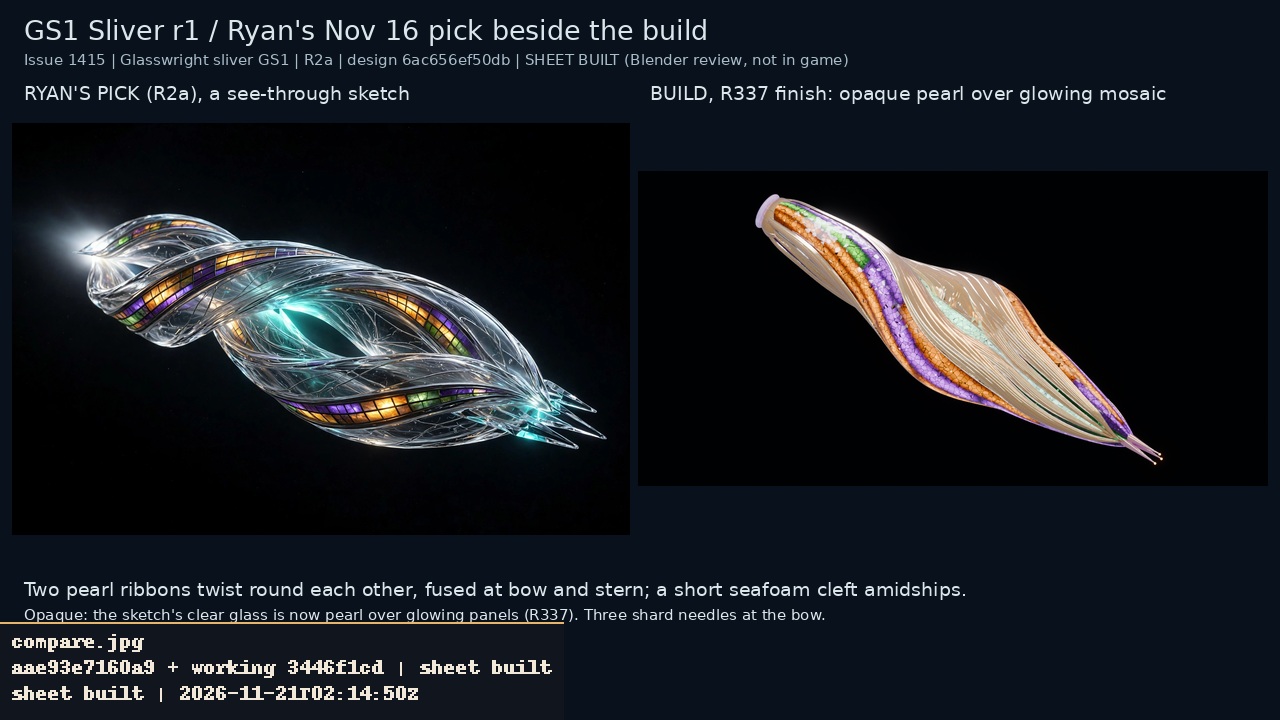 GS1 Sliver r1 / Ryan's Nov 16 pick beside the build
Issue 1415 | Glasswright sliver GS1 | R2a | design 6ac656ef50db | SHEET BUILT (Blender review, not in game)
RYAN'S PICK (R2a), a see-through sketch
BUILD, R337 finish: opaque pearl over glowing mosaic
Two pearl ribbons twist round each other, fused at bow and stern; a short seafoam cleft amidships.
Opaque: the sketch's clear glass is now pearl over glowing panels (R337). Three shard needles at the bow.
compare.jpg
aae93e7160a9 + working 3446f1cd | sheet built
sheet built | 2026-11-21T02:14:50Z